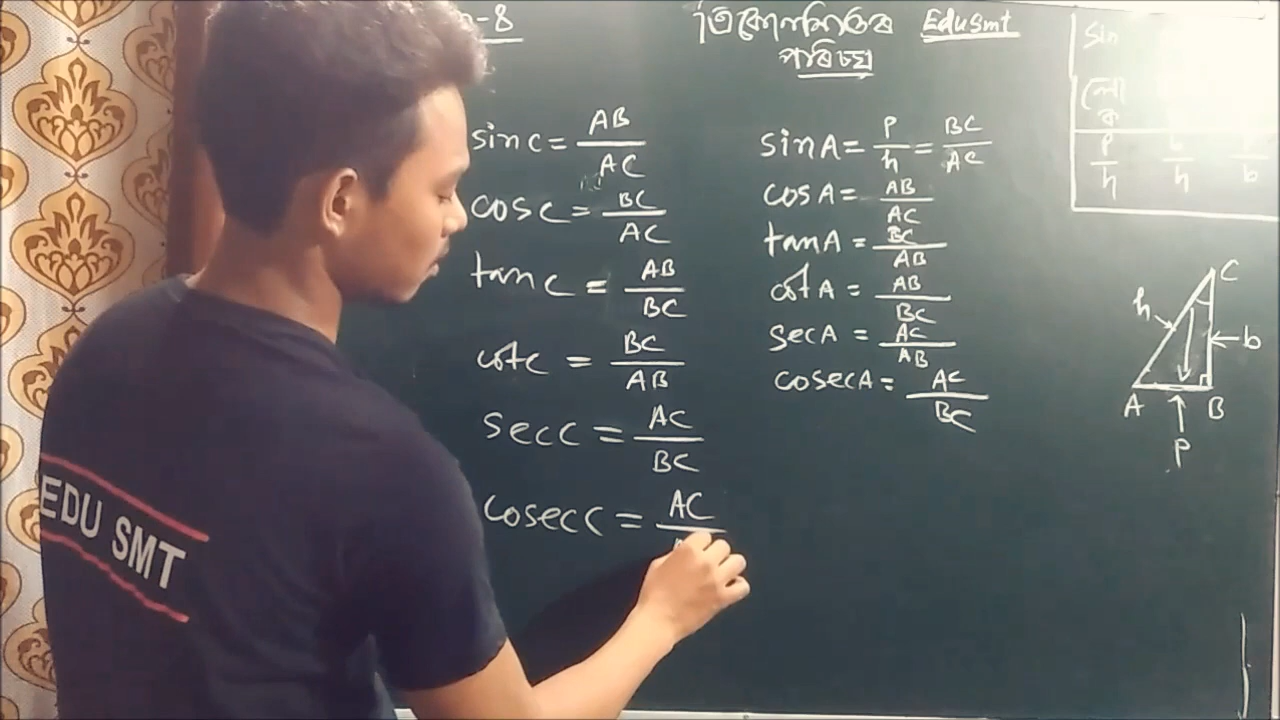 -8
ত্ৰিকোণমিতিৰ EduSmt
পৰিচয়
sin C = AB/AC
cos C = BC/AC
tan C = AB/BC
cot C = BC/AB
sec C = AC/BC
cosec C = AC/
sin A = P/h = BC/AC
cos A = AB/AC
tan A = BC/AB
cot A = AB/BC
sec A = AC/AB
cosec A = AC/BC
sin
P/h
h
b
C
h
b
A B
P
EDU SMT